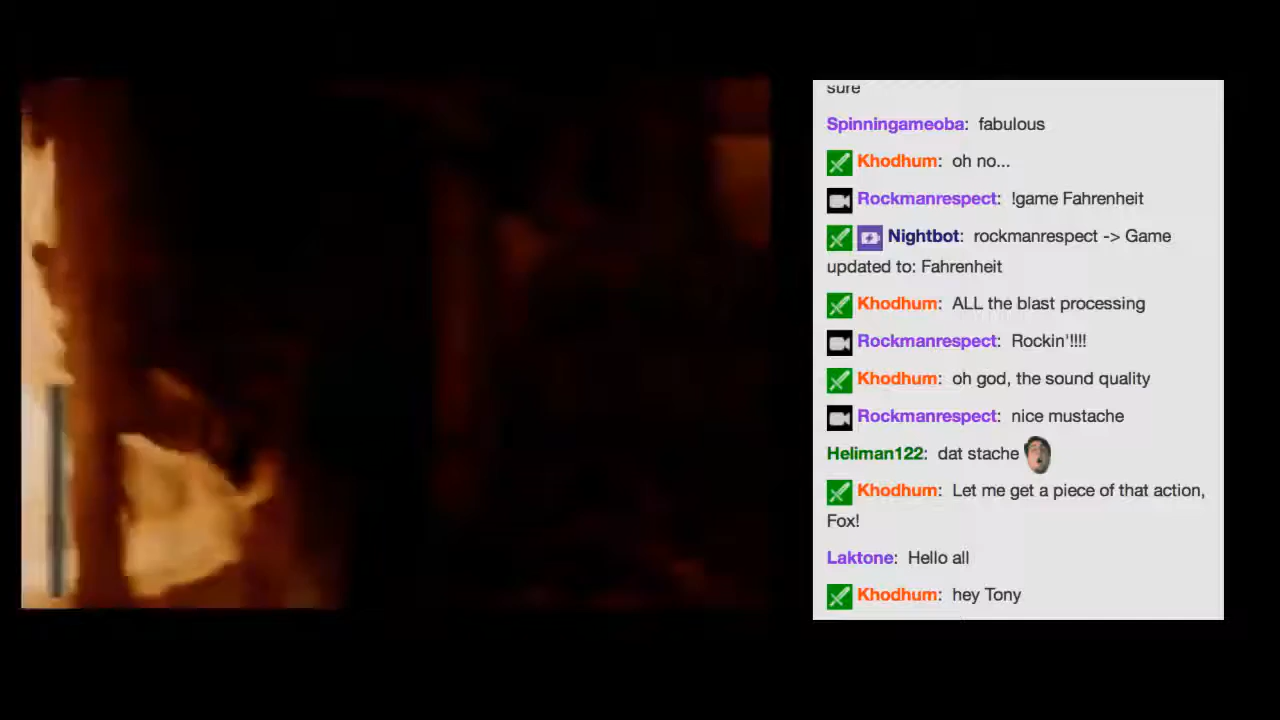 sure
Spinningameoba: fabulous
Khodhum: oh no...
Rockmanrespect: !game Fahrenheit
Nightbot: rockmanrespect -> Game
updated to: Fahrenheit
Khodhum: ALL the blast processing
Rockmanrespect: Rockin'!!!!
Khodhum: oh god, the sound quality
Rockmanrespect: nice mustache
Heliman122: dat stache
Khodhum: Let me get a piece of that action,
Fox!
Laktone: Hello all
Khodhum: hey Tony